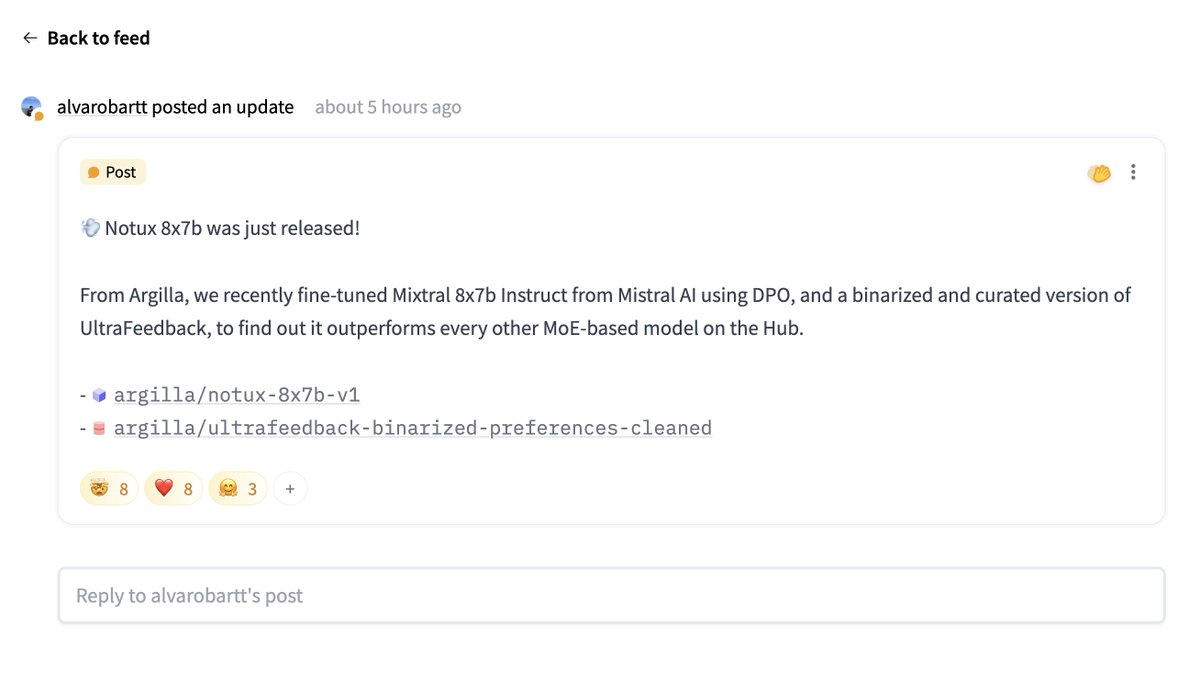 ← Back to feed
alvarobartt posted an update about 5 hours ago
Post
💨 Notux 8x7b was just released!
From Argilla, we recently fine-tuned Mixtral 8x7b Instruct from Mistral AI using DPO, and a binarized and curated version of
UltraFeedback, to find out it outperforms every other MoE-based model on the Hub.
- argilla/notux-8x7b-v1
- argilla/ultrafeedback-binarized-preferences-cleaned
🤯 8 ❤️ 8 🤗 3 +
Reply to alvarobartt's post